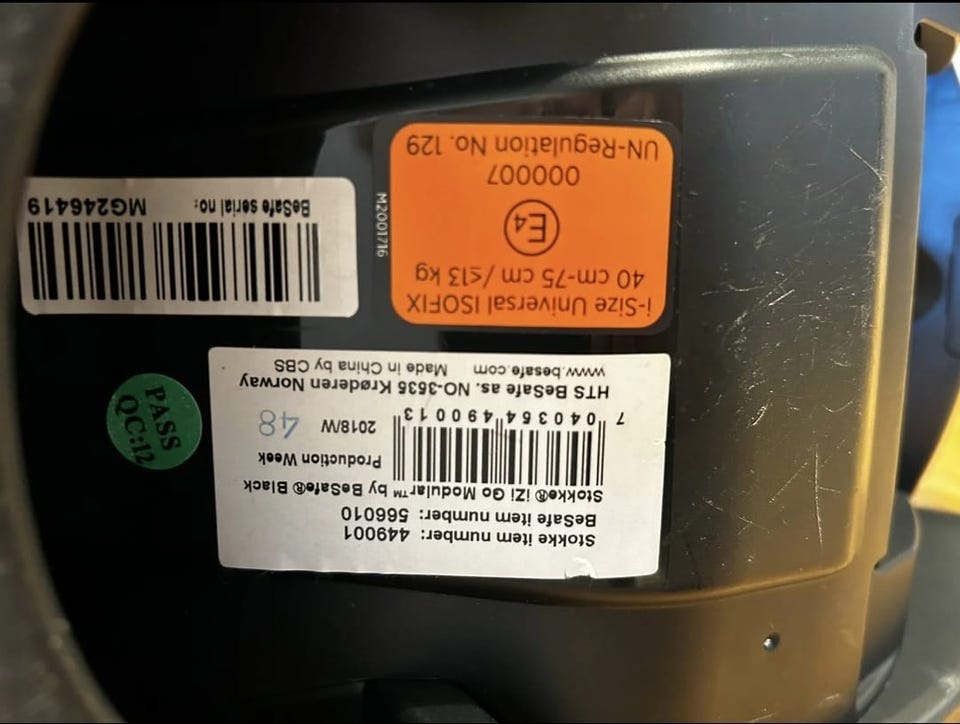 Stokke item number: 449001
BeSafe item number: 566010
Stokke® iZi Go Modular™ by BeSafe® Black
Production Week
2018/W 48
7 040354 490013
HTS BeSafe as. NO-3535 Krøderen Norway
www.besafe.com Made in China by CBS
i-Size Universal ISOFIX
40 cm-75 cm /≤13 kg
E4
000007
UN-Regulation No. 129
M2001716
BeSafe serial no: MG246419
PASS
QC:12